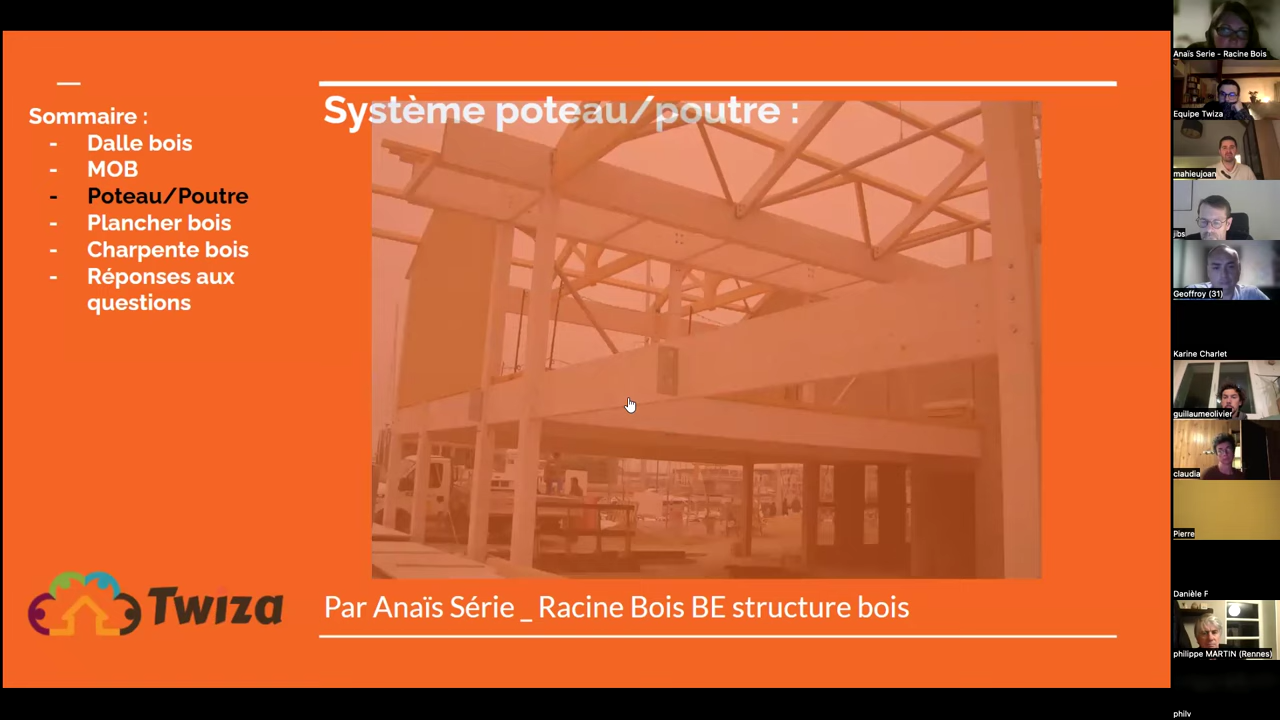 Sommaire :
- Dalle bois
- MOB
- Poteau/Poutre
- Plancher bois
- Charpente bois
- Réponses aux
questions
Système poteau/poutre :
Twiza
Par Anaïs Série _ Racine Bois BE structure bois
Anaïs Serie - Racine Bois
Equipe Twiza
mahieujoan
jibs
Geoffroy (31)
Karine Charlet
guillaumeolivier
claudia
Pierre
Danièle F
philippe MARTIN (Rennes)
philv